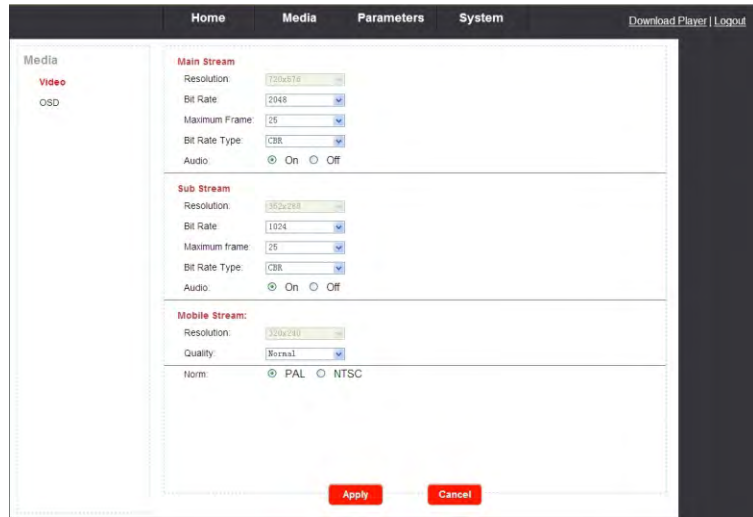 Home Media Parameters System
Download Player | Logout
Media
Video
OSD
Main Stream
Resolution: 720x576
Bit Rate: 2048
Maximum Frame: 25
Bit Rate Type: CBR
Audio: On Off
Sub Stream
Resolution:
Bit Rate: 1024
Maximum frame: 25
Bit Rate Type: CBR
Audio: On Off
Mobile Stream:
Resolution: 320x240
Quality: Normal
Norm: PAL NTSC
Apply Cancel